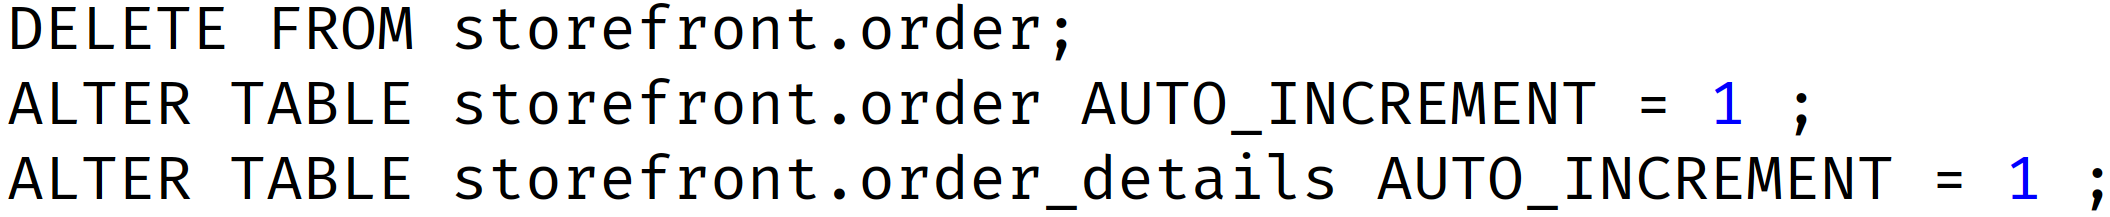 DELETE FROM storefront.order;
ALTER TABLE storefront.order AUTO_INCREMENT = 1 ;
ALTER TABLE storefront.order_details AUTO_INCREMENT = 1 ;